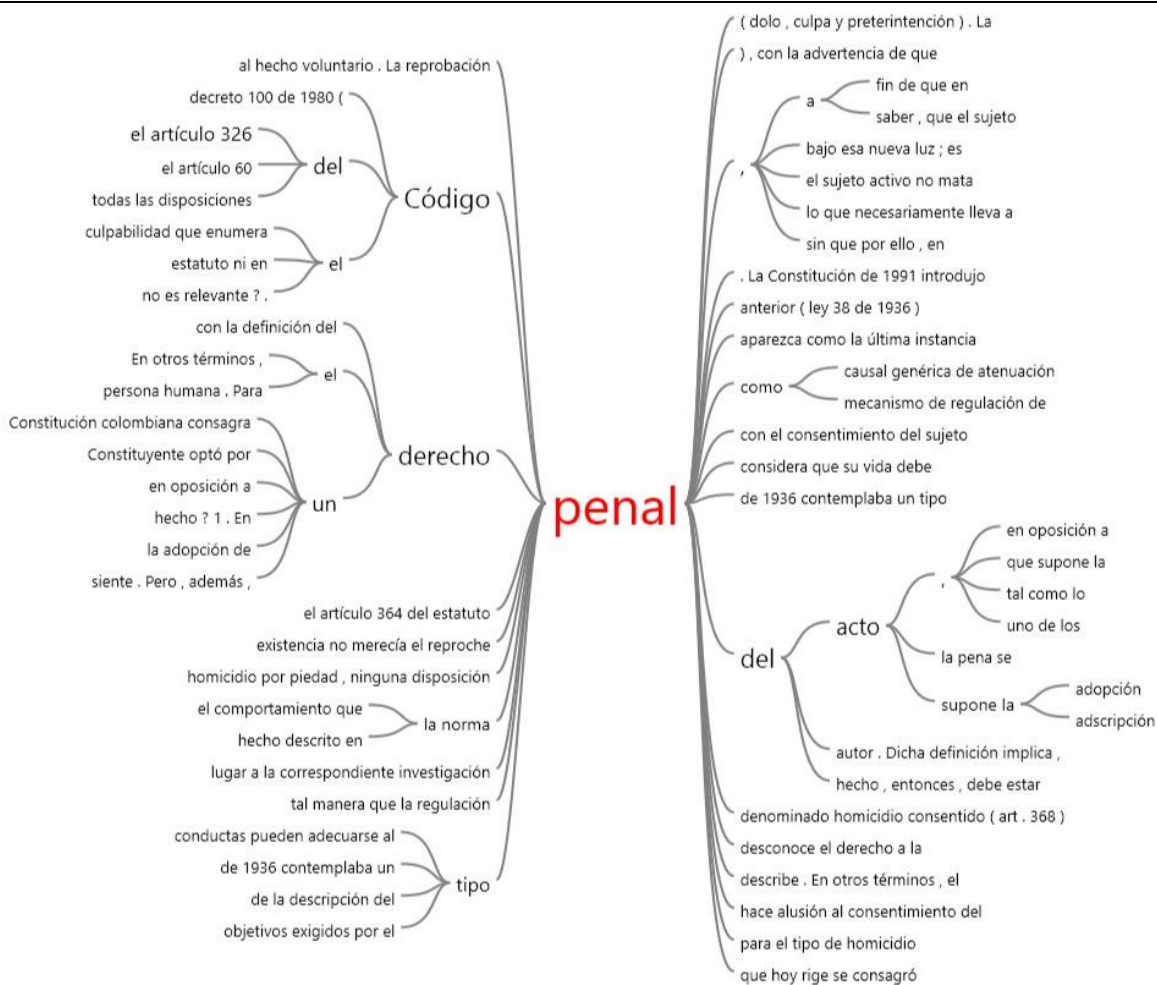 al hecho voluntario . La reprobación
decreto 100 de 1980 (
el artículo 326
el artículo 60
todas las disposiciones
del
culpabilidad que enumera
estatuto ni en
no es relevante ? .
el
Código
con la definición del
En otros términos ,
persona humana . Para
el
Constitución colombiana consagra
Constituyente optó por
en oposición a
hecho ? 1 . En
la adopción de
siente . Pero , además ,
un
derecho
el artículo 364 del estatuto
existencia no merecía el reproche
homicidio por piedad , ninguna disposición
el comportamiento que
hecho descrito en
la norma
lugar a la correspondiente investigación
tal manera que la regulación
conductas pueden adecuarse al
de 1936 contemplaba un
de la descripción del
objetivos exigidos por el
tipo
penal
( dolo , culpa y preterintención ) . La
) , con la advertencia de que
,
a
fin de que en
saber , que el sujeto
bajo esa nueva luz ; es
el sujeto activo no mata
lo que necesariamente lleva a
sin que por ello , en
. La Constitución de 1991 introdujo
anterior ( ley 38 de 1936 )
aparezca como la última instancia
como
causal genérica de atenuación
mecanismo de regulación de
con el consentimiento del sujeto
considera que su vida debe
de 1936 contemplaba un tipo
del
acto
,
en oposición a
que supone la
tal como lo
uno de los
la pena se
supone la
adopción
adscripción
autor . Dicha definición implica ,
hecho , entonces , debe estar
denominado homicidio consentido ( art . 368 )
desconoce el derecho a la
describe . En otros términos , el
hace alusión al consentimiento del
para el tipo de homicidio
que hoy rige se consagró